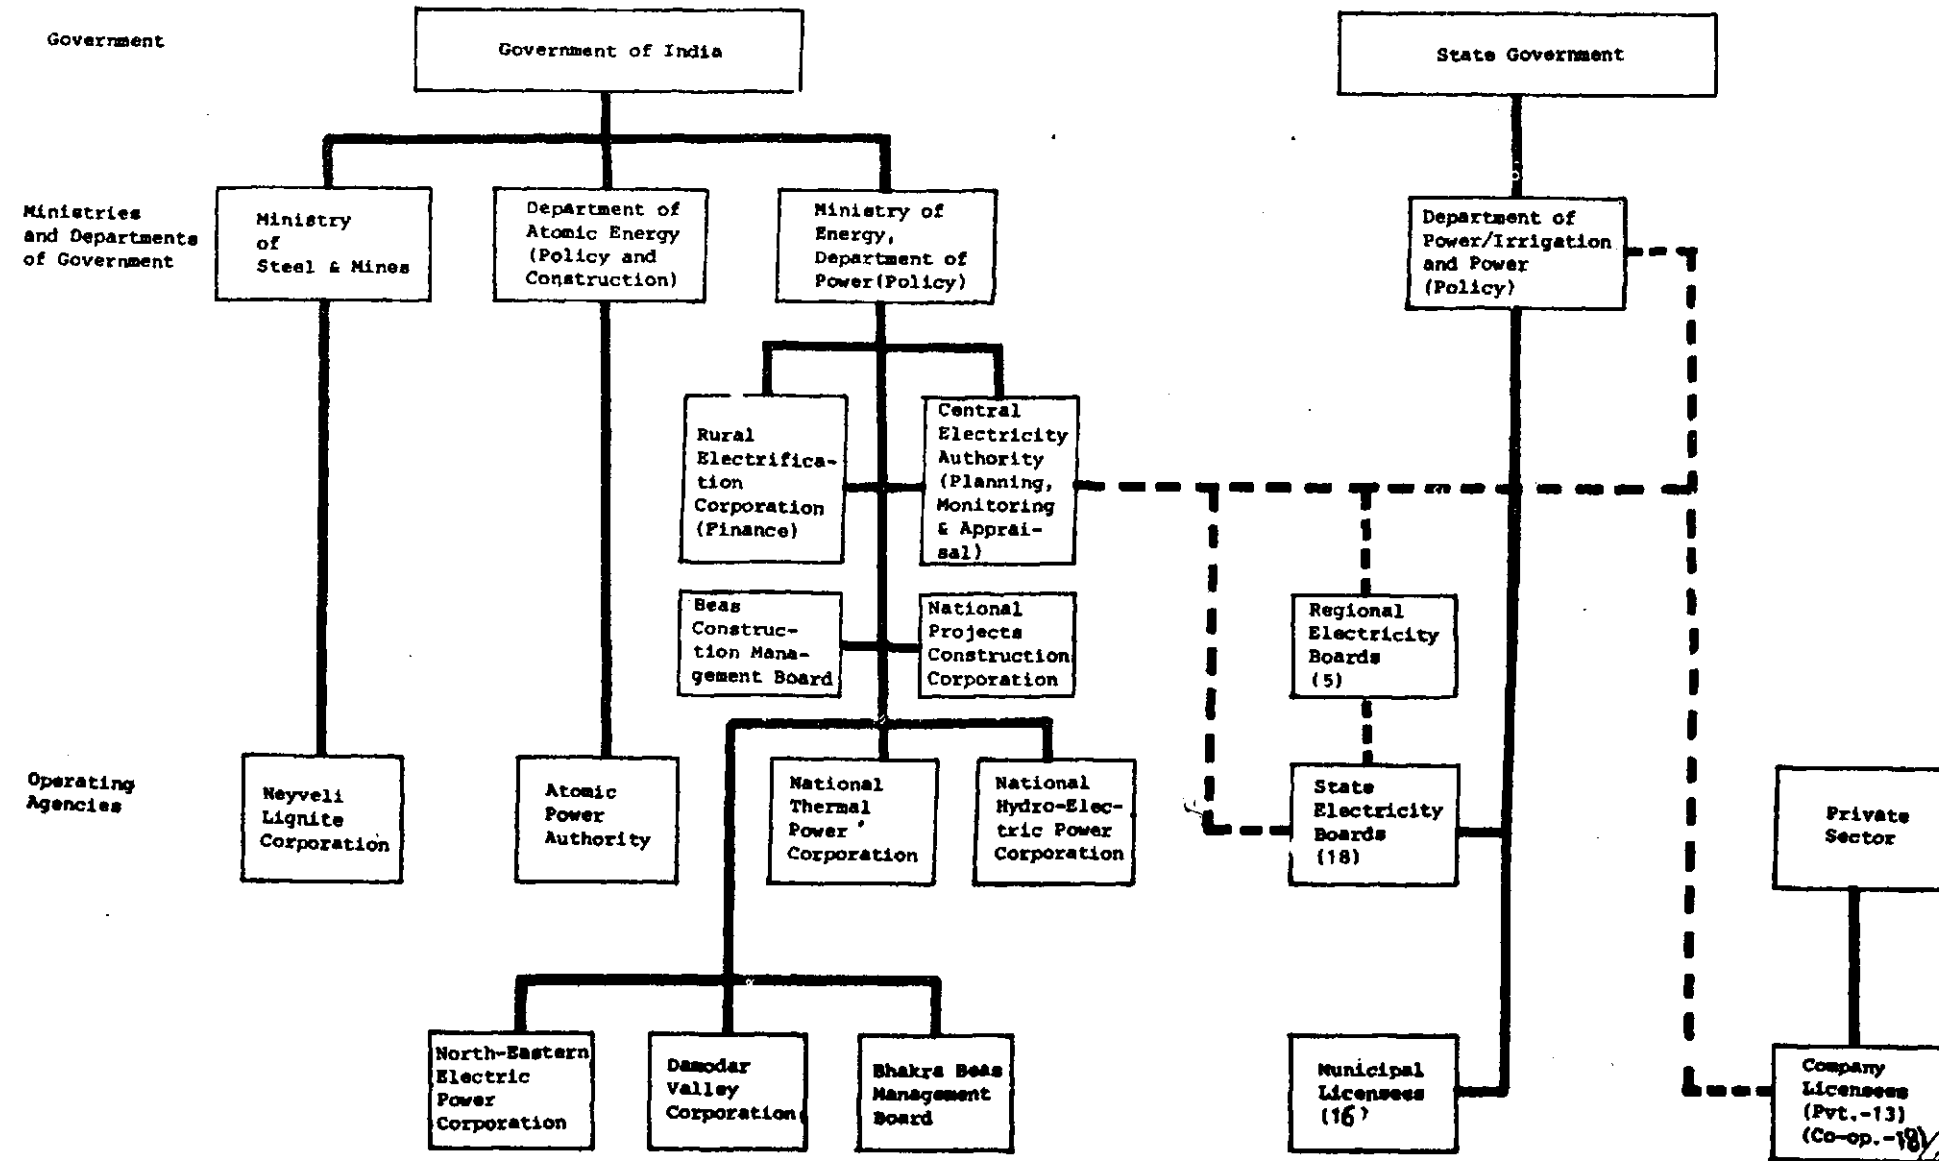 Government
Government of India
State Government
Ministries
and Departments
of Government
Ministry
of
Steel & Mines
Department of
Atomic Energy
(Policy and
Construction)
Ministry of
Energy,
Department of
Power(Policy)
Department of
Power/Irrigation
and Power
(Policy)
Rural
Electrifica-
tion
Corporation
(Finance)
Central
Electricity
Authority
(Planning,
Monitoring
& Apprai-
sal)
Beas
Construc-
tion Mana-
gement Board
National
Projects
Construction
Corporation
Regional
Electricity
Boards
(5)
Operating
Agencies
Neyveli
Lignite
Corporation
Atomic
Power
Authority
National
Thermal
Power
Corporation
National
Hydro-Elec-
tric Power
Corporation
State
Electricity
Boards
(18)
Private
Sector
North-Eastern
Electric
Power
Corporation
Damodar
Valley
Corporation
Bhakra Beas
Management
Board
Municipal
Licensees
(16)
Company
Licensees
(Pvt.-13)
(Co-op.-